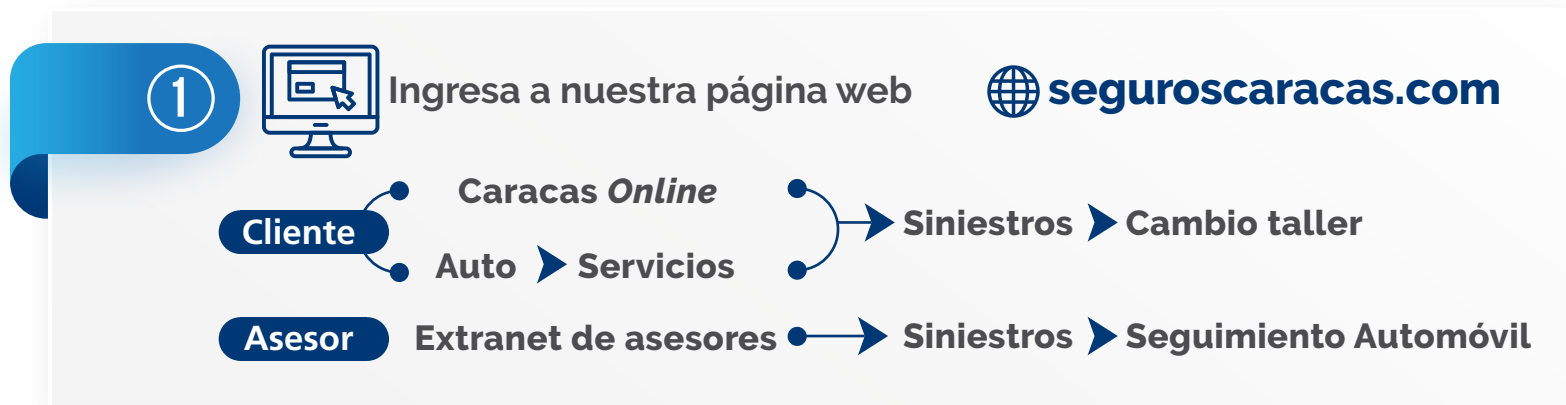 1
Ingresa a nuestra página web
seguroscaracas.com
Cliente
Caracas Online
Auto Servicios
Siniestros Cambio taller
Asesor Extranet de asesores Siniestros Seguimiento Automóvil